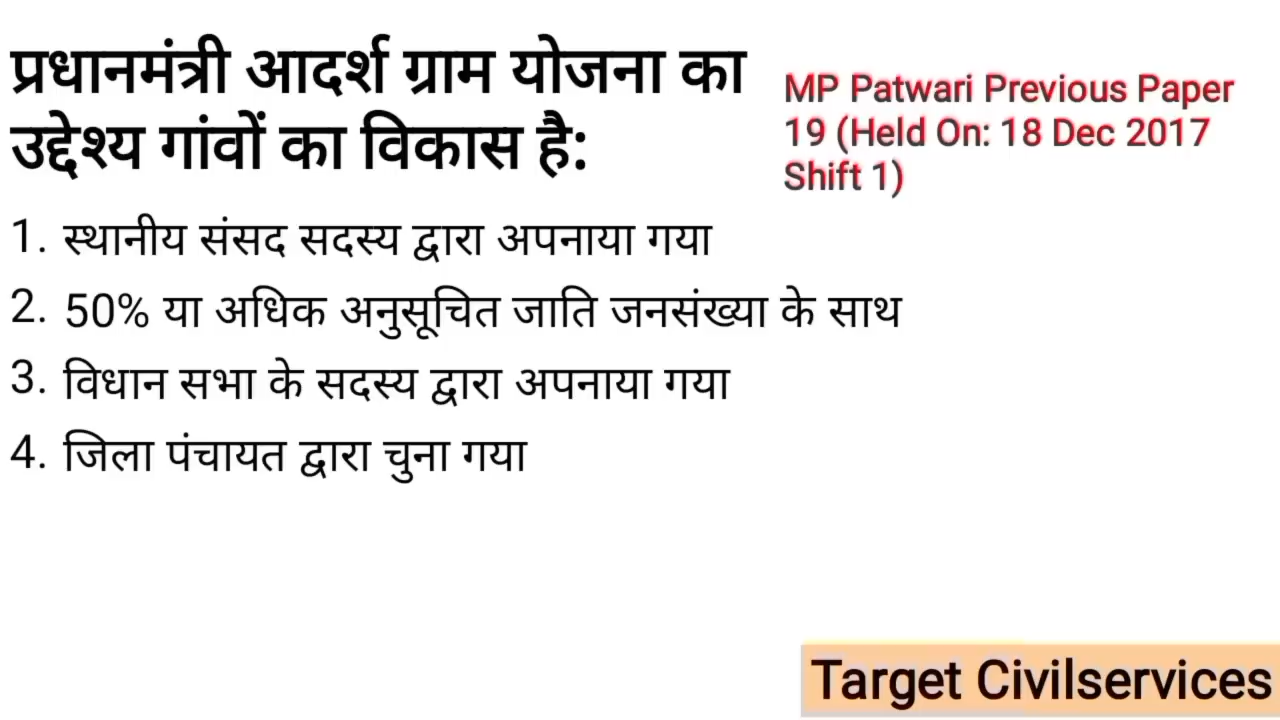 प्रधानमंत्री आदर्श ग्राम योजना का
उद्देश्य गांवों का विकास है:
MP Patwari Previous Paper
19 (Held On: 18 Dec 2017
Shift 1)
1. स्थानीय संसद सदस्य द्वारा अपनाया गया
2. 50% या अधिक अनुसूचित जाति जनसंख्या के साथ
3. विधान सभा के सदस्य द्वारा अपनाया गया
4. जिला पंचायत द्वारा चुना गया
Target Civilservices